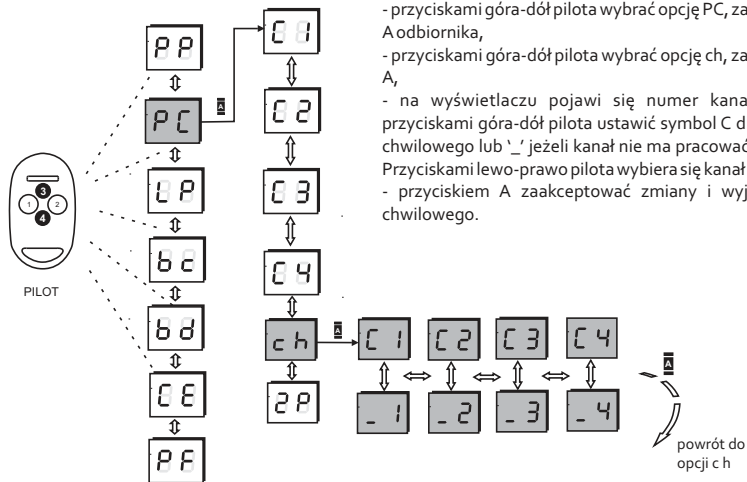 - przyciskami góra-dół pilota wybrać opcję PC, za
A odbiornika,
- przyciskami góra-dół pilota wybrać opcję ch, za
A,
- na wyświetlaczu pojawi się numer kana
przyciskami góra-dół pilota ustawić symbol C d
chwilowego lub '_' jeżeli kanał nie ma pracować
Przyciskami lewo-prawo pilota wybiera się kanał
- przyciskiem A zaakceptować zmiany i wyj
chwilowego.
PP
PC
A
LP
bc
bd
CE
PF
C1
C2
C3
C4
ch
A
2P
C1 C2 C3 C4
_1 _2 _3 _4
A
powrót do
opcji c h
3
1 2
4
PILOT